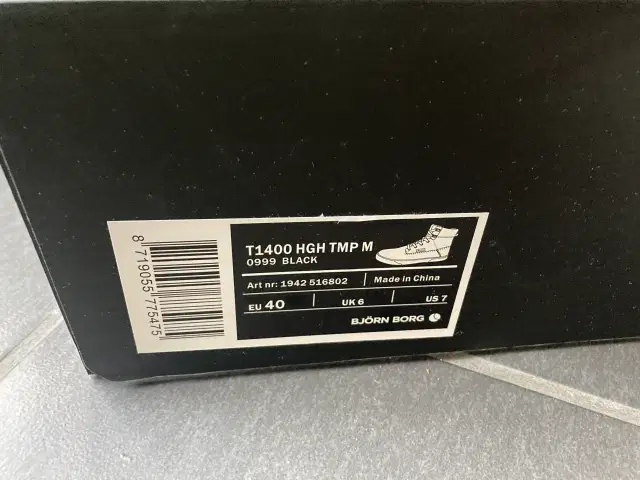 8 719055 775475
T1400 HGH TMP M
0999 BLACK
Art nr: 1942 516802 Made in China
EU 40 UK 6 US 7
BJÖRN BORG